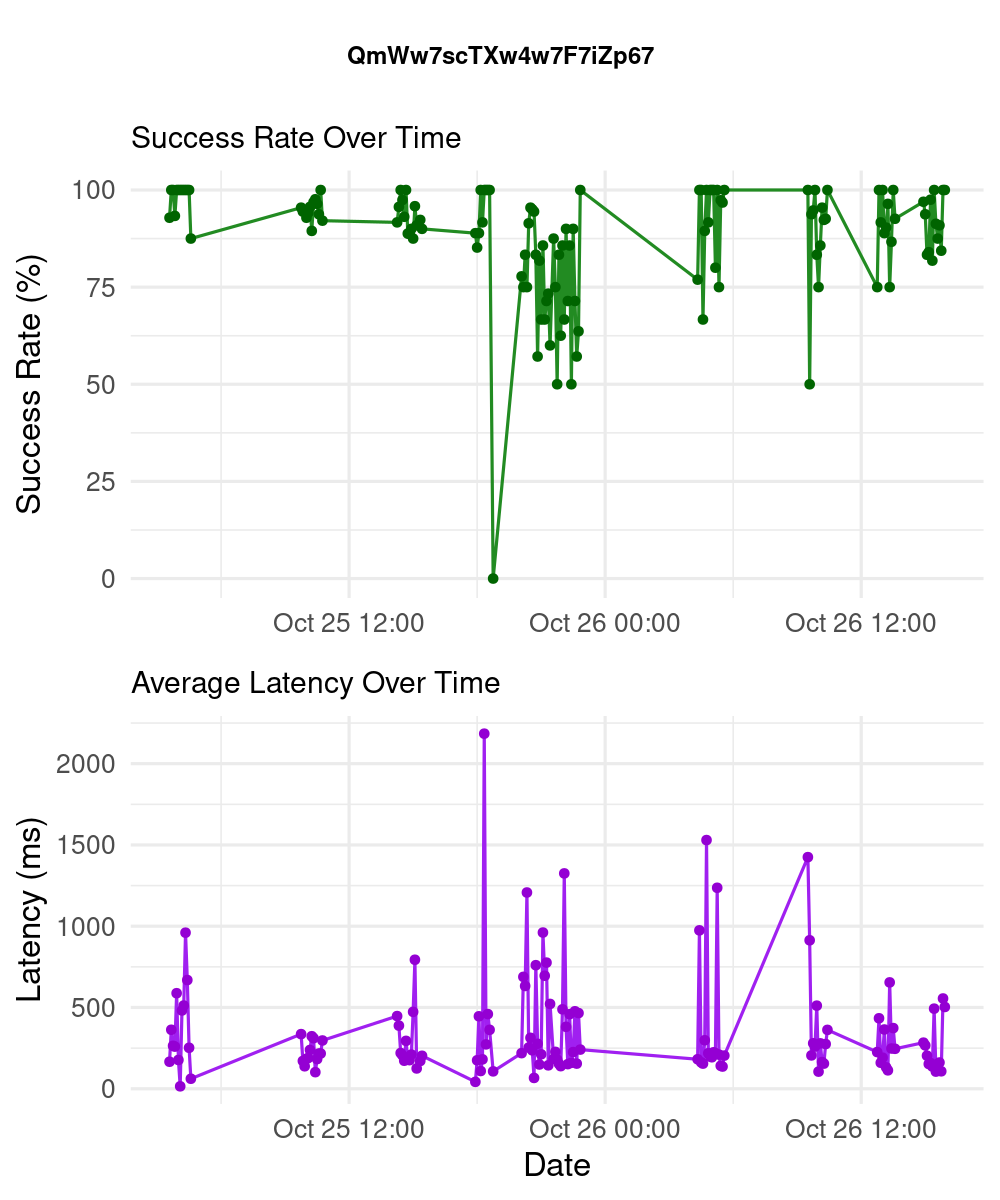 QmWw7scTXw4w7F7iZp67
Success Rate Over Time
Success Rate (%)
100
75
50
25
0
Oct 25 12:00 Oct 26 00:00 Oct 26 12:00
Average Latency Over Time
Latency (ms)
2000
1500
1000
500
0
Oct 25 12:00 Oct 26 00:00 Oct 26 12:00
Date